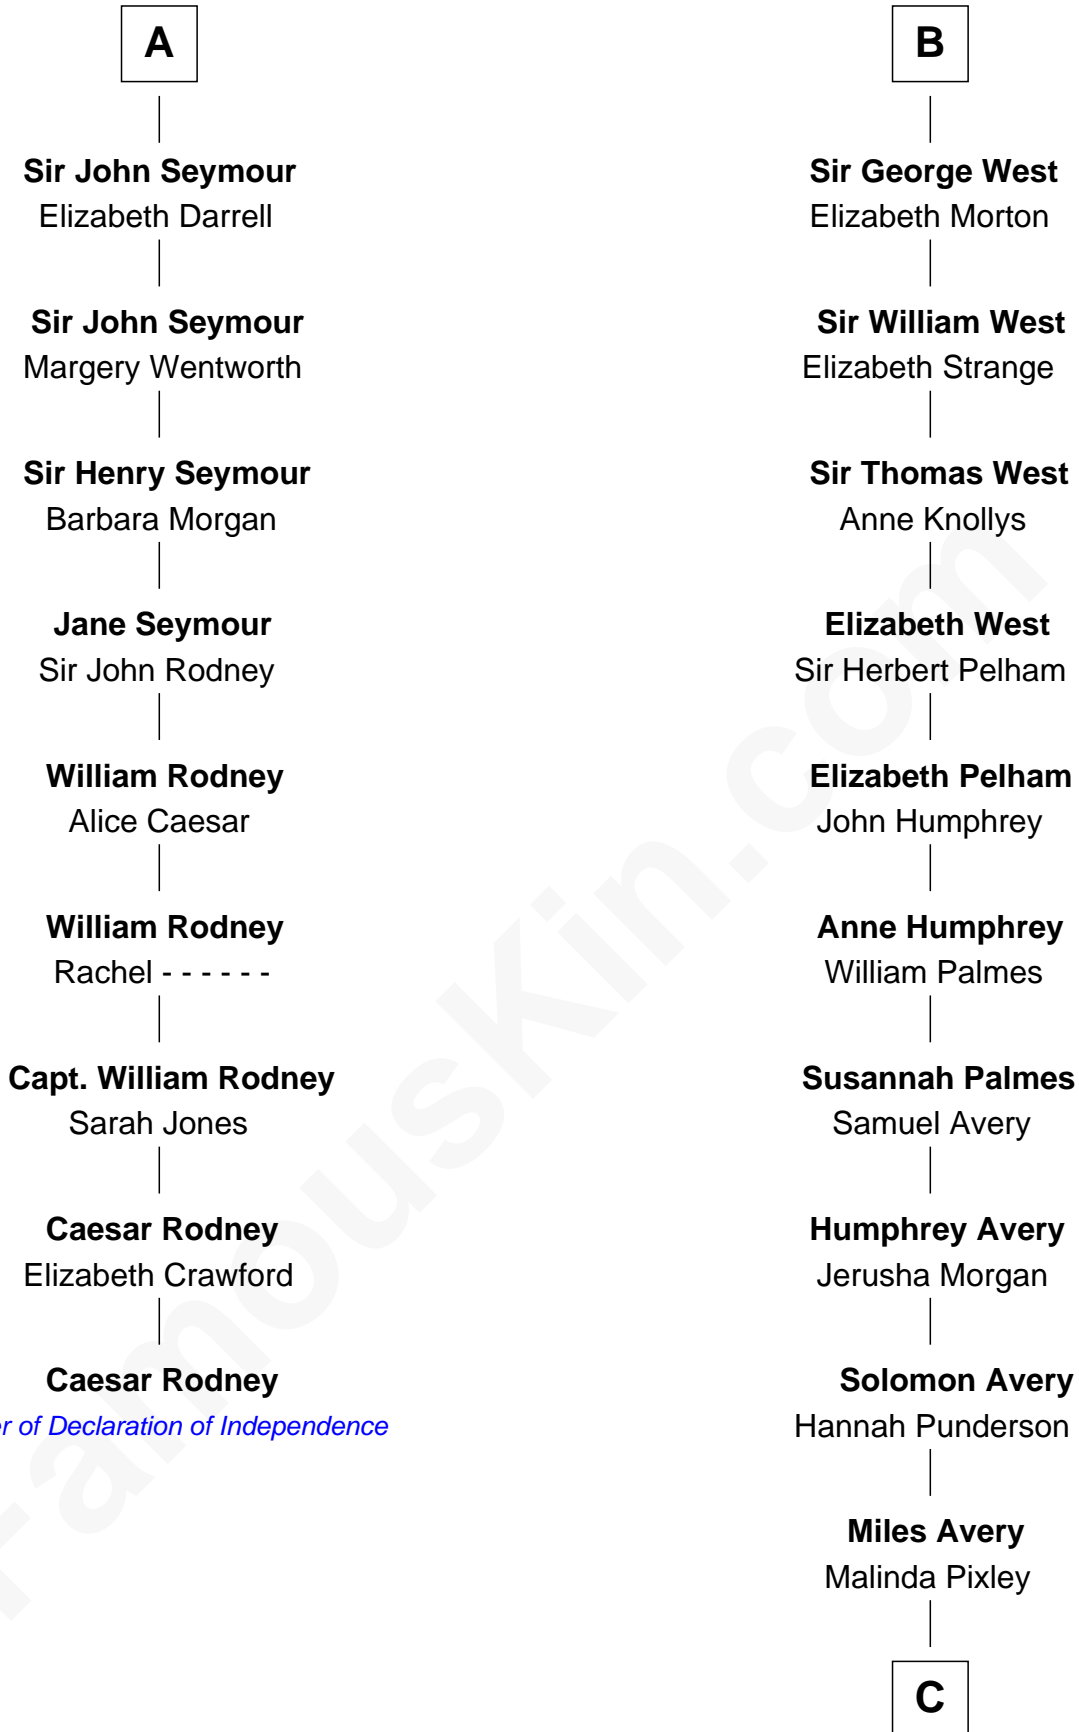 A
Sir John Seymour
Elizabeth Darrell
Sir John Seymour
Margery Wentworth
Sir Henry Seymour
Barbara Morgan
Jane Seymour
Sir John Rodney
William Rodney
Alice Caesar
William Rodney
Rachel - - - - - -
Capt. William Rodney
Sarah Jones
Caesar Rodney
Elizabeth Crawford
Caesar Rodney
er of Declaration of Independence
B
Sir George West
Elizabeth Morton
Sir William West
Elizabeth Strange
Sir Thomas West
Anne Knollys
Elizabeth West
Sir Herbert Pelham
Elizabeth Pelham
John Humphrey
Anne Humphrey
William Palmes
Susannah Palmes
Samuel Avery
Humphrey Avery
Jerusha Morgan
Solomon Avery
Hannah Punderson
Miles Avery
Malinda Pixley
C
FamousKin.com